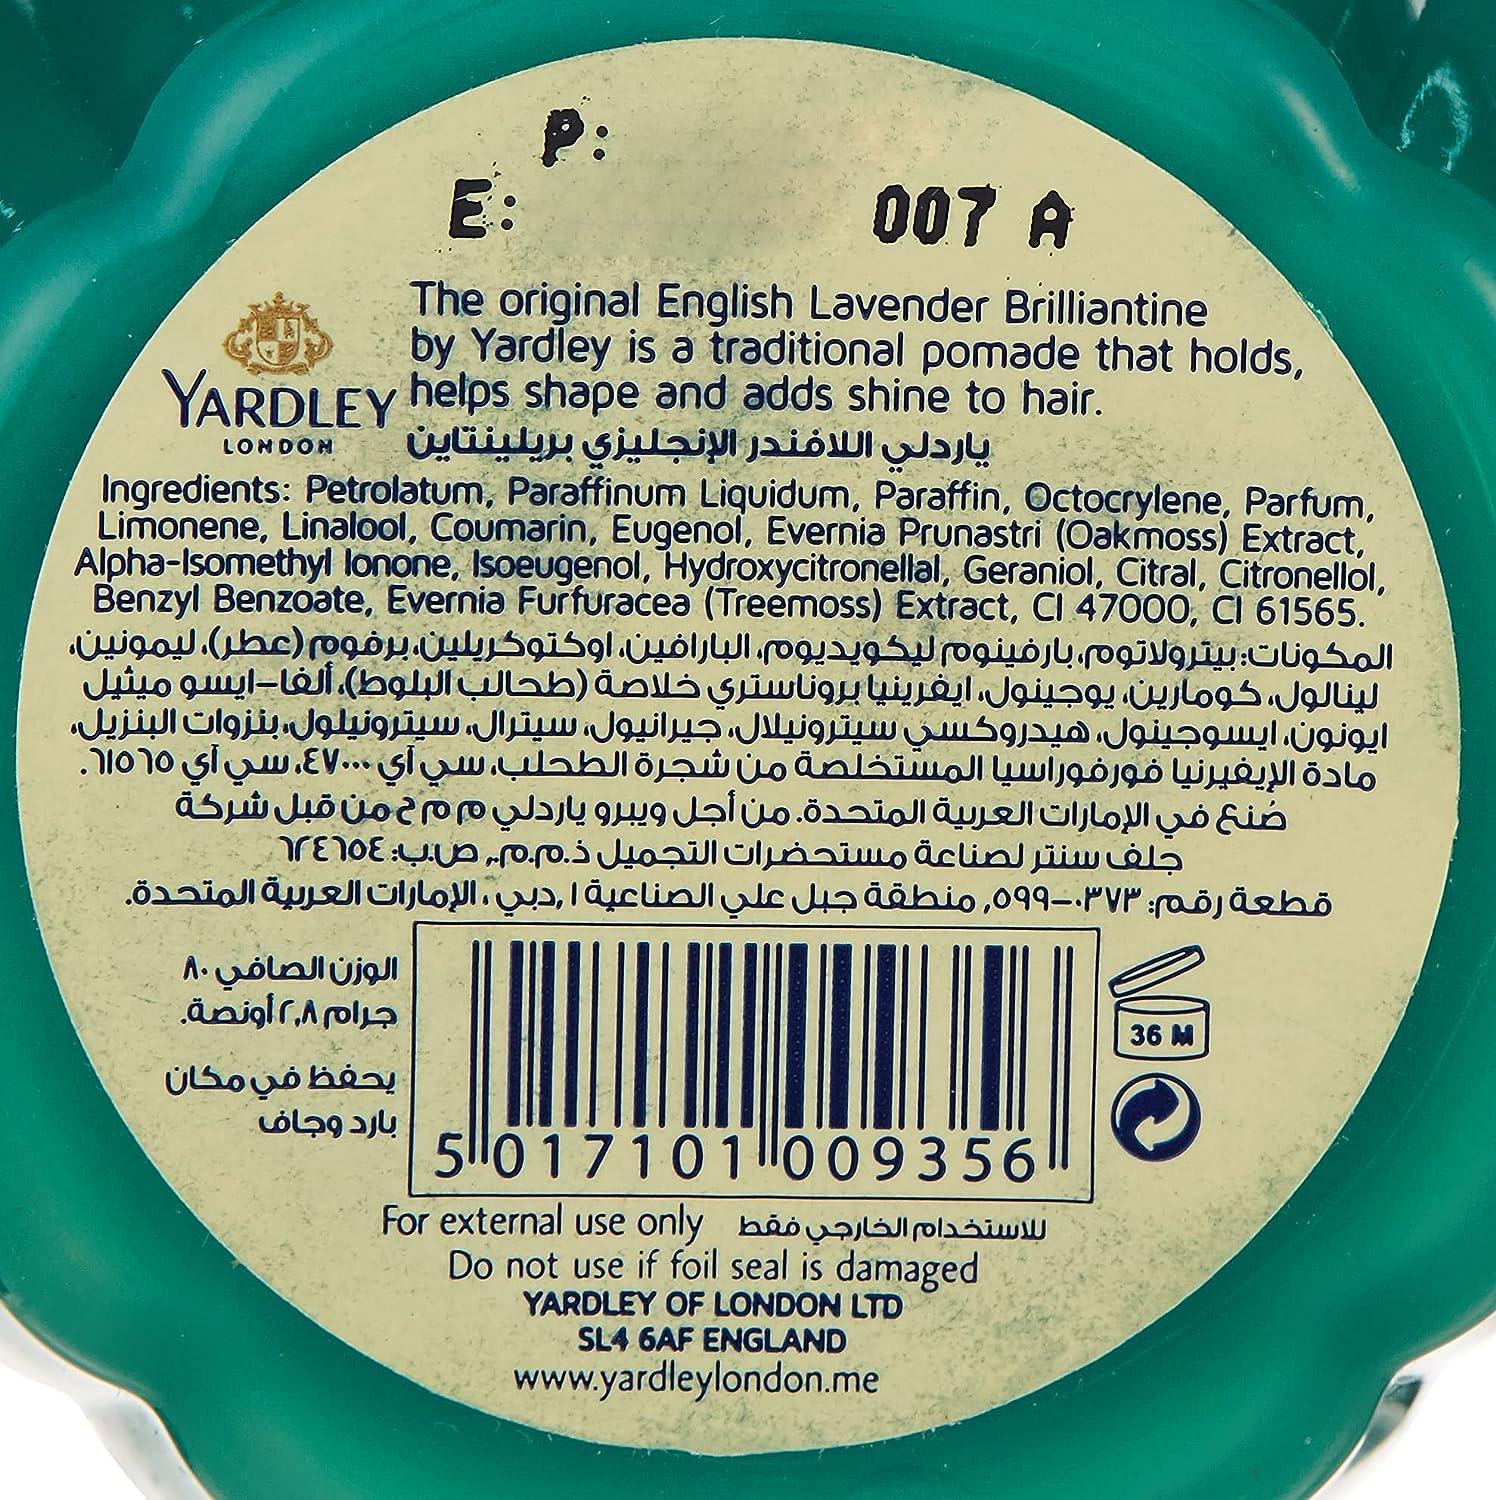 P:
E: 007 A
The original English Lavender Brilliantine
by Yardley is a traditional pomade that holds,
helps shape and adds shine to hair.
YARDLEY
LONDON
ياردلي اللافندر الإنجليزي بريلينتاين
Ingredients: Petrolatum, Paraffinum Liquidum, Paraffin, Octocrylene, Parfum,
Limonene, Linalool, Coumarin, Eugenol, Evernia Prunastri (Oakmoss) Extract,
Alpha-Isomethyl Ionone, Isoeugenol, Hydroxycitronellal, Geraniol, Citral, Citronellol,
Benzyl Benzoate, Evernia Furfuracea (Treemoss) Extract, CI 47000, CI 61565.
المكونات: بيترولاتوم، بارفينوم ليكويديوم، البارافين، اوكتوكريلين، برفوم (عطر)، ليمونين،
لينالول، كومارين، يوجينول، ايفرينيا بروناستري خلاصة (طحالب البلوط)، ألفا-ايسو ميثيل
ايونون، ايسوجينول، هيدروكسي سيترونيلال، جيرانيول، سيترال، سيترونيلول، بنزوات البنزيل،
مادة الإيفيرنيا فورفوراسيا المستخلصة من شجرة الطحلب، سي آي ٤٧٠٠٠، سي آي ٦١٥٦٥.
صُنع في الإمارات العربية المتحدة. من أجل ويبرو ياردلي م م ح من قبل شركة
جلف سنتر لصناعة مستحضرات التجميل ذ.م.م.، ص.ب: ٦٢٤٦٥٤
قطعة رقم: ٣٧٣-٠-٥٩٩, منطقة جبل علي الصناعية ١, دبي، الإمارات العربية المتحدة.
الوزن الصافي ٨٠
جرام ٢,٨ أونصة.
يحفظ في مكان
بارد وجاف
5 017101 009356
36 M
For external use only للاستخدام الخارجي فقط
Do not use if foil seal is damaged
YARDLEY OF LONDON LTD
SL4 6AF ENGLAND
www.yardleylondon.me